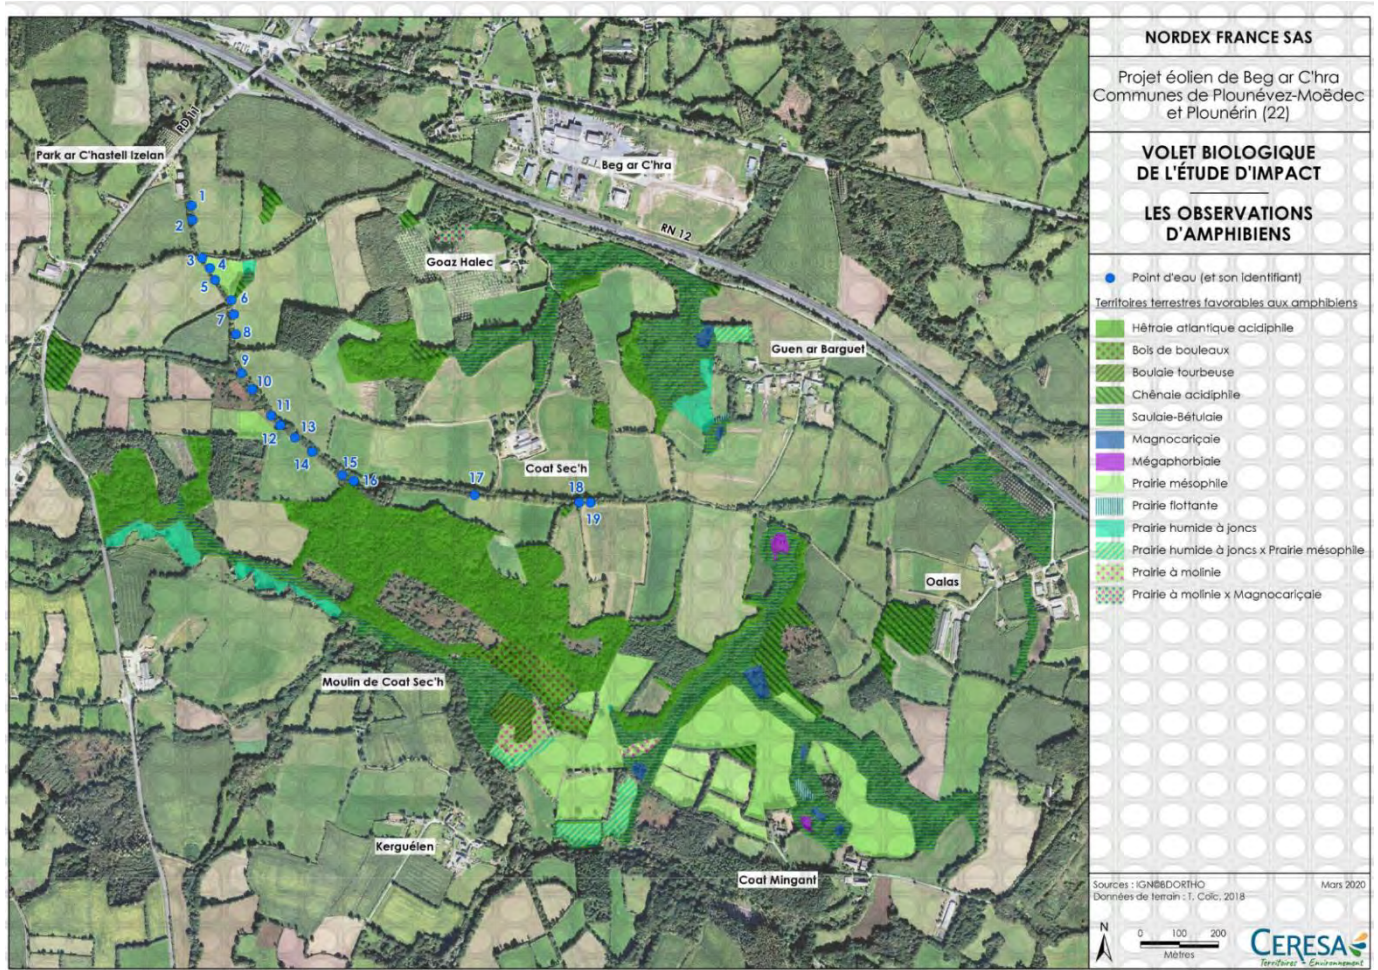 NORDEX FRANCE SAS
Projet éolien de Beg ar C'hra
Communes de Plounévez-Moëdec
et Plounérin (22)
VOLET BIOLOGIQUE
DE L'ÉTUDE D'IMPACT
LES OBSERVATIONS
D'AMPHIBIENS
Point d'eau (et son identifiant)
Territoires terrestres favorables aux amphibiens
Hêtraie atlantique acidiphile
Bois de bouleaux
Boulaie tourbeuse
Chênaie acidiphile
Saulaie-Bétulaie
Magnocariçaie
Mégaphorbiaie
Prairie mésophile
Prairie flottante
Prairie humide à joncs
Prairie humide à joncs x Prairie mésophile
Prairie à molinie
Prairie à molinie x Magnocariçaie
Sources : IGN©BDORTHO
Mars 2020
Données de terrain : T. Coïc, 2018
N
0 100 200
Mètres
CERESA
Territoires - Environnement
RD 11
Park ar C'hastell Izelan
Beg ar C'hra
RN 12
Goaz Halec
Guen ar Barguet
Coat Sec'h
Oalas
Moulin de Coat Sec'h
Kerguélen
Coat Mingant
1
2
3
4
5
6
7
8
9
10
11
12
13
14
15
16
17
18
19